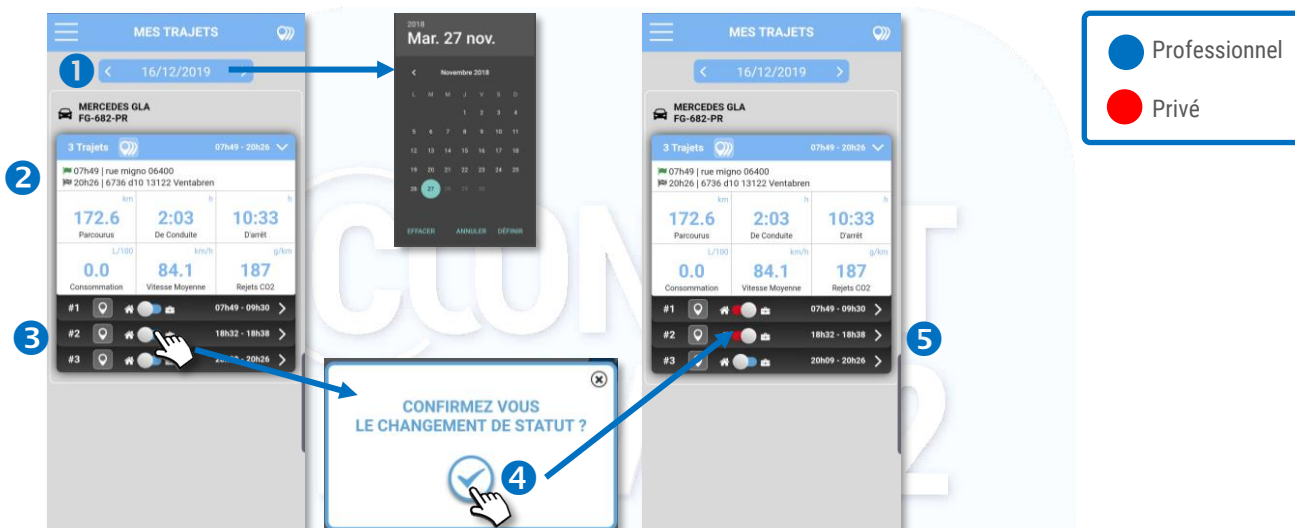 MES TRAJETS
1
16/12/2019
MERCEDES GLA
FG-682-PR
3 Trajets
07h49 - 20h26
2
07h49 | rue migno 06400
20h26 | 6736 d10 13122 Ventabren
km
h
h
172.6
2:03
10:33
Parcourus
De Conduite
D'arrêt
L/100
km/h
g/km
0.0
84.1
187
Consommation
Vitesse Moyenne
Rejets CO2
#1
07h49 - 09h30
3
#2
18h32 - 18h38
#3
20h09 - 20h26
2018
Mar. 27 nov.
Novembre 2018
L M M J V S D
1 2 3 4
5 6 7 8 9 10 11
12 13 14 15 16 17 18
19 20 21 22 23 24 25
26 27 28 29 30
EFFACER ANNULER DÉFINIR
CONFIRMEZ VOUS
LE CHANGEMENT DE STATUT ?
4
MES TRAJETS
16/12/2019
MERCEDES GLA
FG-682-PR
3 Trajets
07h49 - 20h26
07h49 | rue migno 06400
20h26 | 6736 d10 13122 Ventabren
km
h
h
172.6
2:03
10:33
Parcourus
De Conduite
D'arrêt
L/100
km/h
g/km
0.0
84.1
187
Consommation
Vitesse Moyenne
Rejets CO2
#1
07h49 - 09h30
#2
18h32 - 18h38
5
#3
20h09 - 20h26
Professionnel
Privé